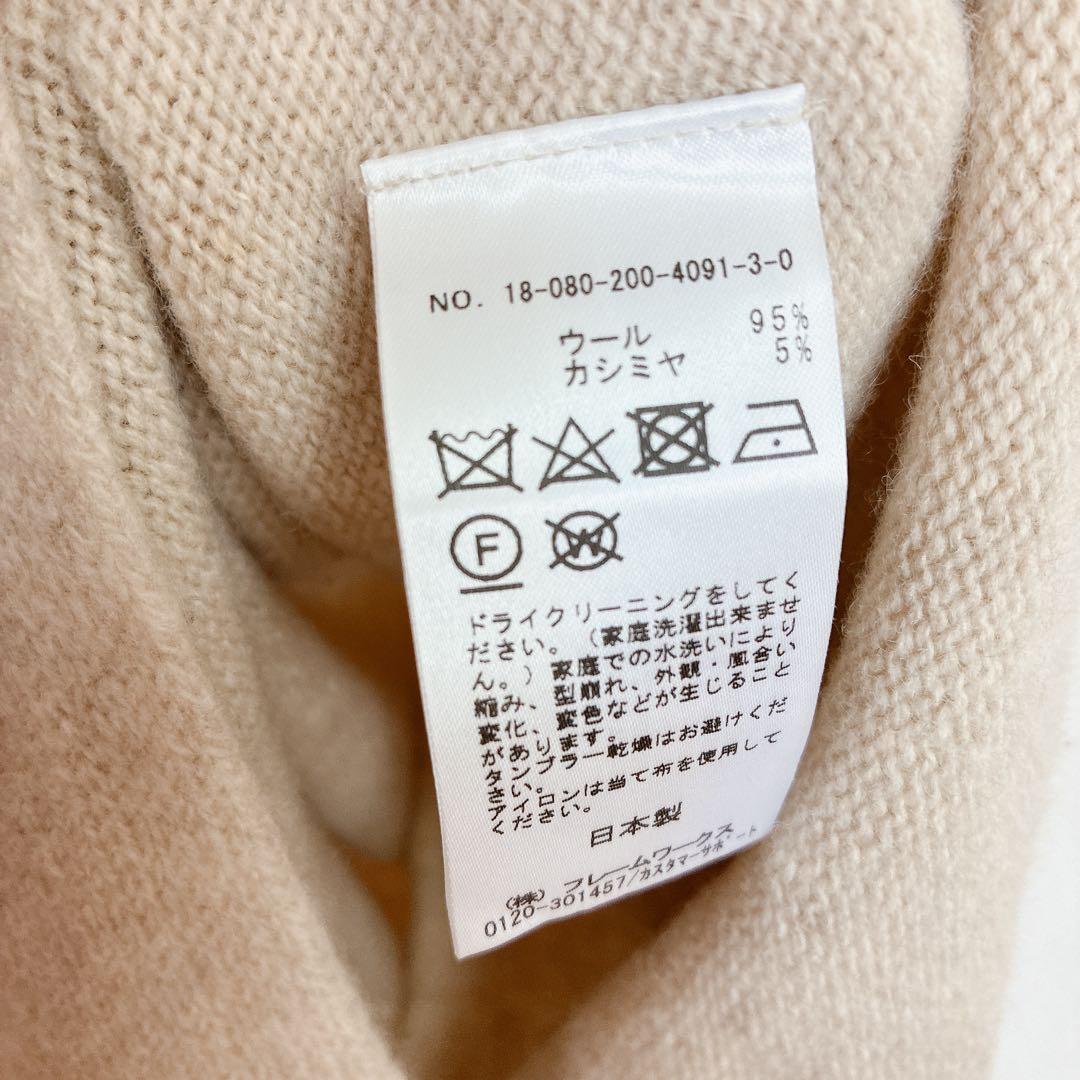 NO. 18-080-200-4091-3-0
ウール 95%
カシミヤ 5%
F W
ドライクリーニングをしてく
ださい。(家庭洗濯出来ませ
ん。)家庭での水洗いにより
縮み、型崩れ、外観・風合い
変化、変色などが生じること
があります。
タンブラー乾燥はお避けくだ
さい。
アイロンは当て布を使用して
ください。
日本製
(株)フレームワークス
0120-301457/カスタマーサポート